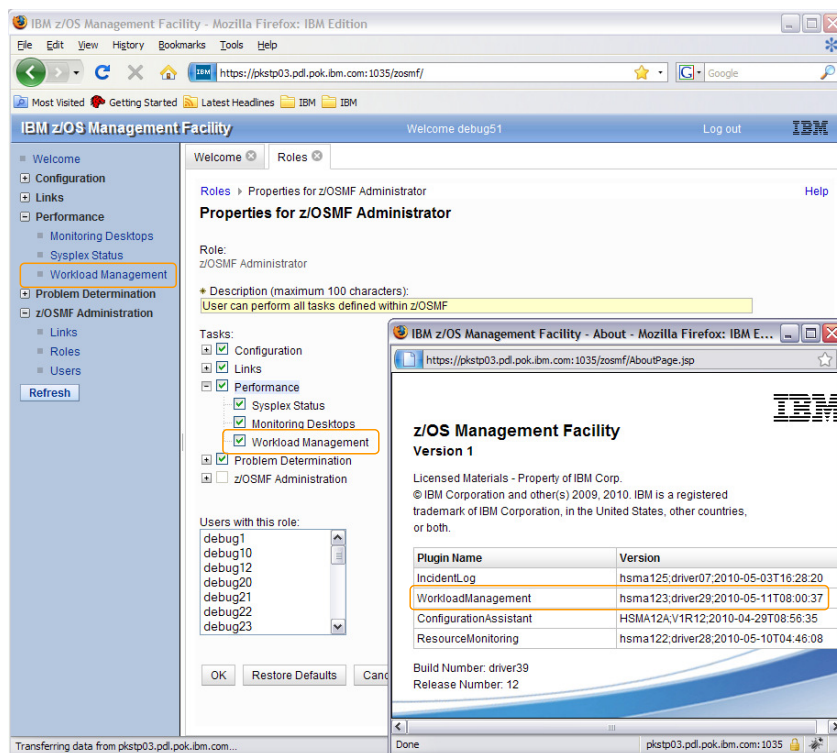 IBM z/OS Management Facility - Mozilla Firefox: IBM Edition
File Edit View History Bookmarks Tools Help
IBM https://pkstp03.pdl.pok.ibm.com:1035/zosmf/ G Google
Most Visited Getting Started Latest Headlines IBM IBM
IBM z/OS Management Facility Welcome debug51 Log out IBM
Welcome
Configuration
Links
Performance
Monitoring Desktops
Sysplex Status
Workload Management
Problem Determination
z/OSMF Administration
Links
Roles
Users
Refresh
Welcome Roles
Roles Properties for z/OSMF Administrator Help
Properties for z/OSMF Administrator
Role:
z/OSMF Administrator
Description (maximum 100 characters):
User can perform all tasks defined within z/OSMF
Tasks:
Configuration
Links
Performance
Sysplex Status
Monitoring Desktops
Workload Management
Problem Determination
z/OSMF Administration
Users with this role:
debug1
debug10
debug12
debug20
debug21
debug22
debug23
OK Restore Defaults Canc
IBM z/OS Management Facility - About - Mozilla Firefox: IBM E...
https://pkstp03.pdl.pok.ibm.com:1035/zosmf/AboutPage.jsp
IBM
z/OS Management Facility
Version 1
Licensed Materials - Property of IBM Corp.
© IBM Corporation and other(s) 2009, 2010. IBM is a registered
trademark of IBM Corporation, in the United States, other countries,
or both.
Plugin Name Version
IncidentLog hsma125;driver07;2010-05-03T16:28:20
WorkloadManagement hsma123;driver29;2010-05-11T08:00:37
ConfigurationAssistant HSMA12A;V1R12;2010-04-29T08:56:35
ResourceMonitoring hsma122;driver28;2010-05-10T04:46:08
Build Number: driver39
Release Number: 12
Done pkstp03.pdl.pok.ibm.com:1035
Transferring data from pkstp03.pdl.pok.ibm.com...